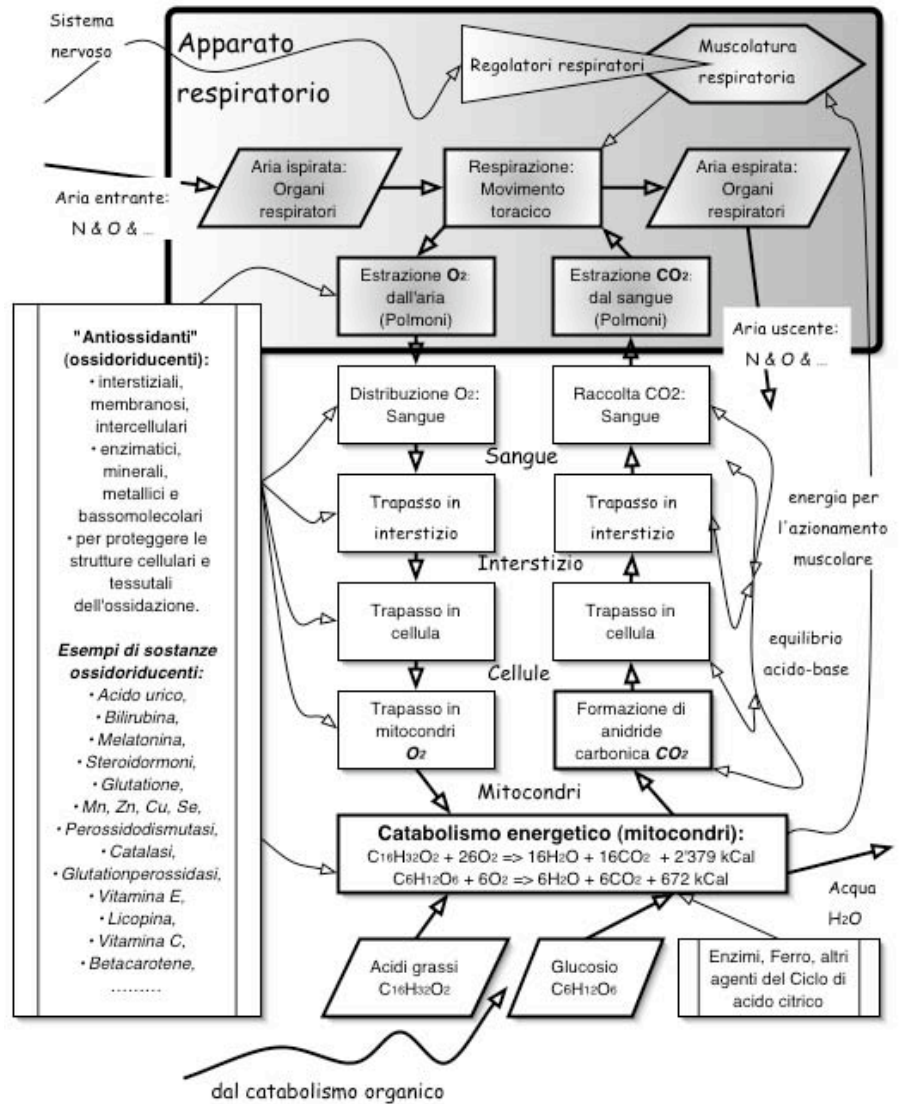 Sistema
nervoso
Apparato
respiratorio
Regolatori respiratori
Muscolatura
respiratoria
Aria entrante:
N & O & ...
Aria ispirata:
Organi
respiratori
Respirazione:
Movimento
toracico
Aria espirata:
Organi
respiratori
Estrazione O2:
dall'aria
(Polmoni)
Estrazione CO2:
dal sangue
(Polmoni)
Aria uscente:
N & O & ...
"Antiossidanti"
(ossidoriducenti):
• interstiziali,
membranosi,
intercellulari
• enzimatici,
minerali,
metallici e
bassomolecolari
• per proteggere le
strutture cellulari e
tessutali
dell'ossidazione.
Esempi di sostanze
ossidoriducenti:
• Acido urico,
• Bilirubina,
• Melatonina,
• Steroidormoni,
• Glutatione,
• Mn, Zn, Cu, Se,
• Perossidodismutasi,
• Catalasi,
• Glutationperossidasi,
• Vitamina E,
• Licopina,
• Vitamina C,
• Betacarotene,
.........
Distribuzione O2:
Sangue
Raccolta CO2:
Sangue
Sangue
Trapasso in
interstizio
Trapasso in
interstizio
energia per
l'azionamento
muscolare
Interstizio
Trapasso in
cellula
Trapasso in
cellula
equilibrio
acido-base
Cellule
Trapasso in
mitocondri
O2
Formazione di
anidride
carbonica CO2
Mitocondri
Catabolismo energetico (mitocondri):
C16H32O2 + 26O2 => 16H2O + 16CO2 + 2'379 kCal
C6H12O6 + 6O2 => 6H2O + 6CO2 + 672 kCal
Acqua
H2O
Acidi grassi
C16H32O2
Glucosio
C6H12O6
Enzimi, Ferro, altri
agenti del Ciclo di
acido citrico
dal catabolismo organico